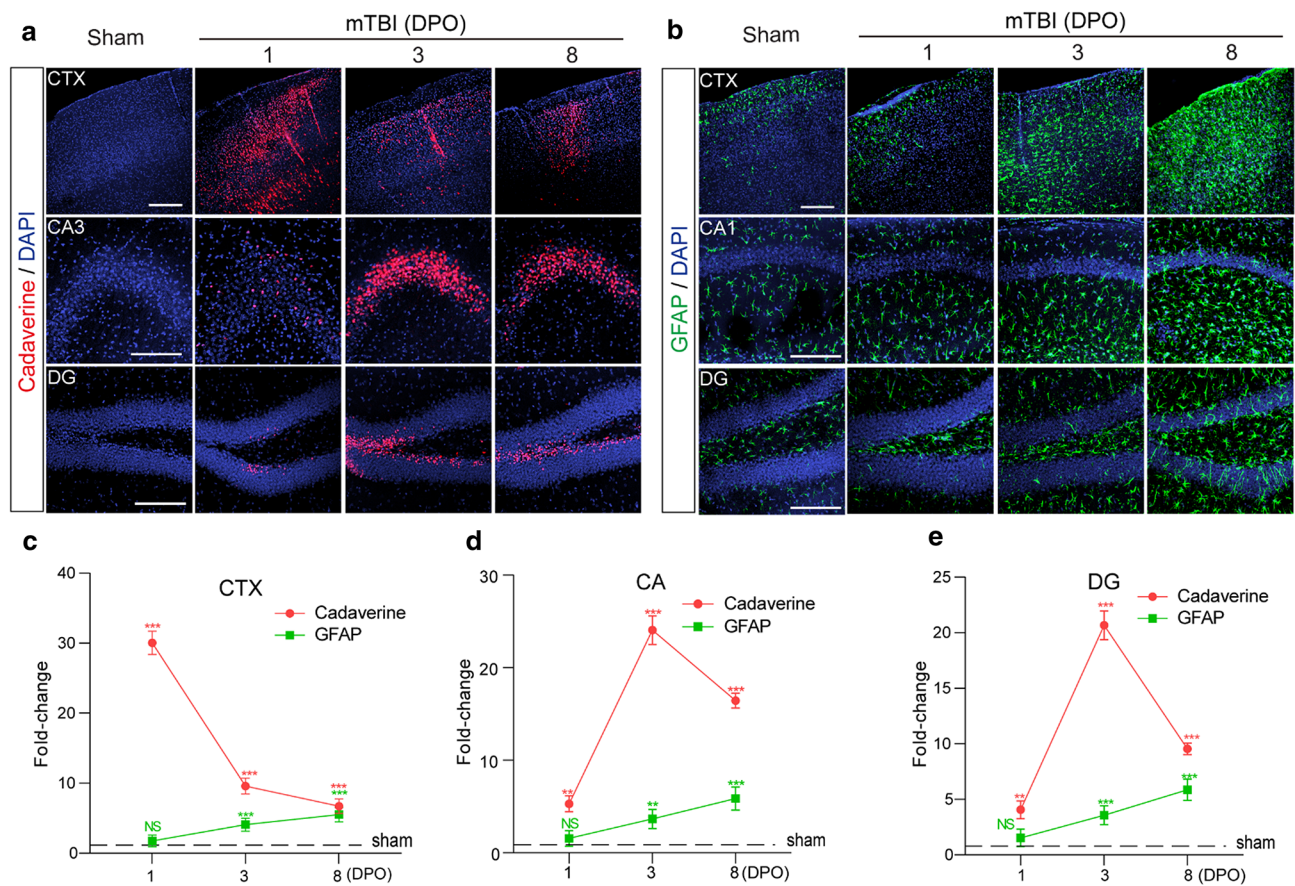 a
Sham
mTBI (DPO)
1 3 8
CTX
CA3
DG
Cadaverine / DAPI
b
Sham
mTBI (DPO)
1 3 8
CTX
CA1
DG
GFAP / DAPI
c
CTX
Cadaverine
GFAP
Fold-change
40
30
20
10
0
***
***
***
***
***
NS
sham
1 3 8 (DPO)
d
CA
Cadaverine
GFAP
Fold-change
30
20
10
0
***
***
**
***
**
NS
sham
1 3 8 (DPO)
e
DG
Cadaverine
GFAP
Fold-change
25
20
15
10
5
0
***
***
***
**
***
NS
sham
1 3 8 (DPO)